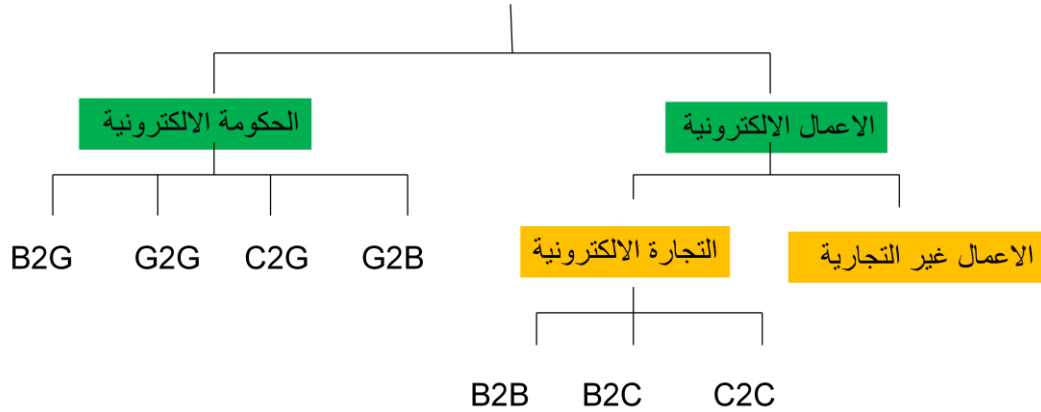 الاعمال الالكترونية
الحكومة الالكترونية
الاعمال غير التجارية
التجارة الالكترونية
B2G G2G C2G G2B
B2B B2C C2C